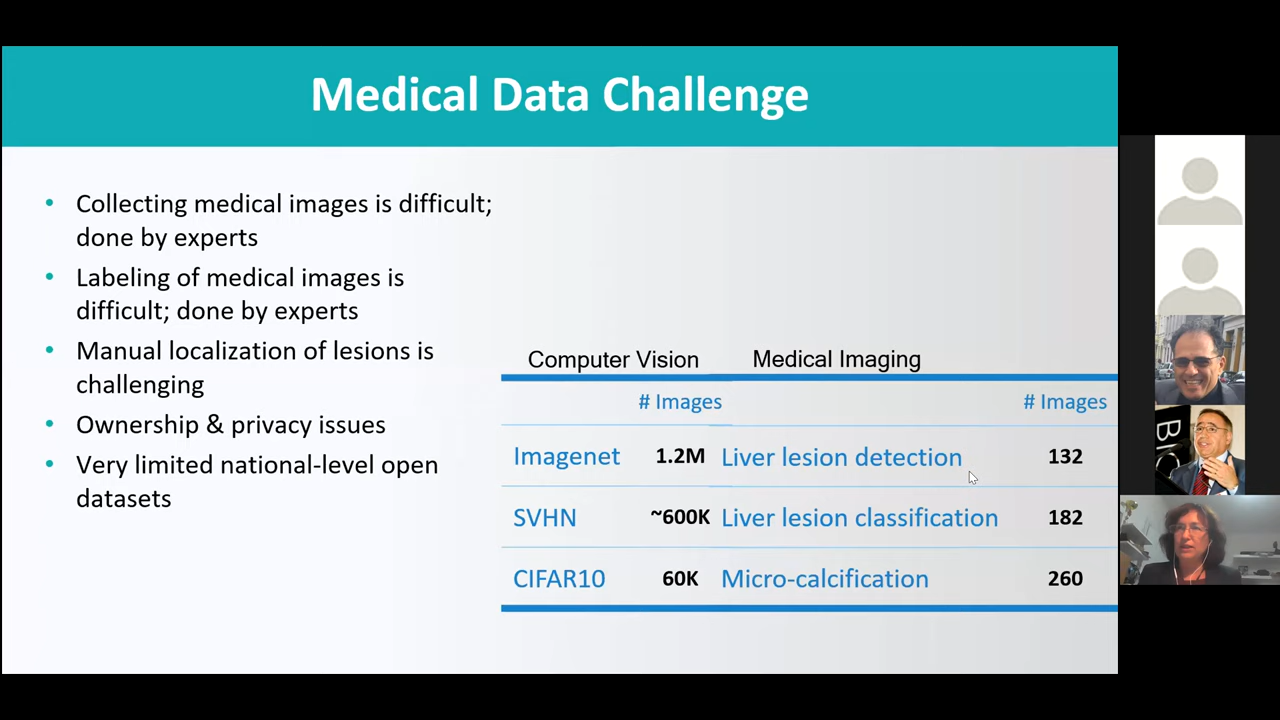 Medical Data Challenge
• Collecting medical images is difficult;
done by experts
• Labeling of medical images is
difficult; done by experts
• Manual localization of lesions is
challenging
• Ownership & privacy issues
• Very limited national-level open
datasets
Computer Vision Medical Imaging
# Images # Images
Imagenet 1.2M Liver lesion detection 132
SVHN ~600K Liver lesion classification 182
CIFAR10 60K Micro-calcification 260